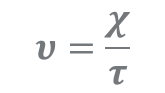 υ = χ / τ